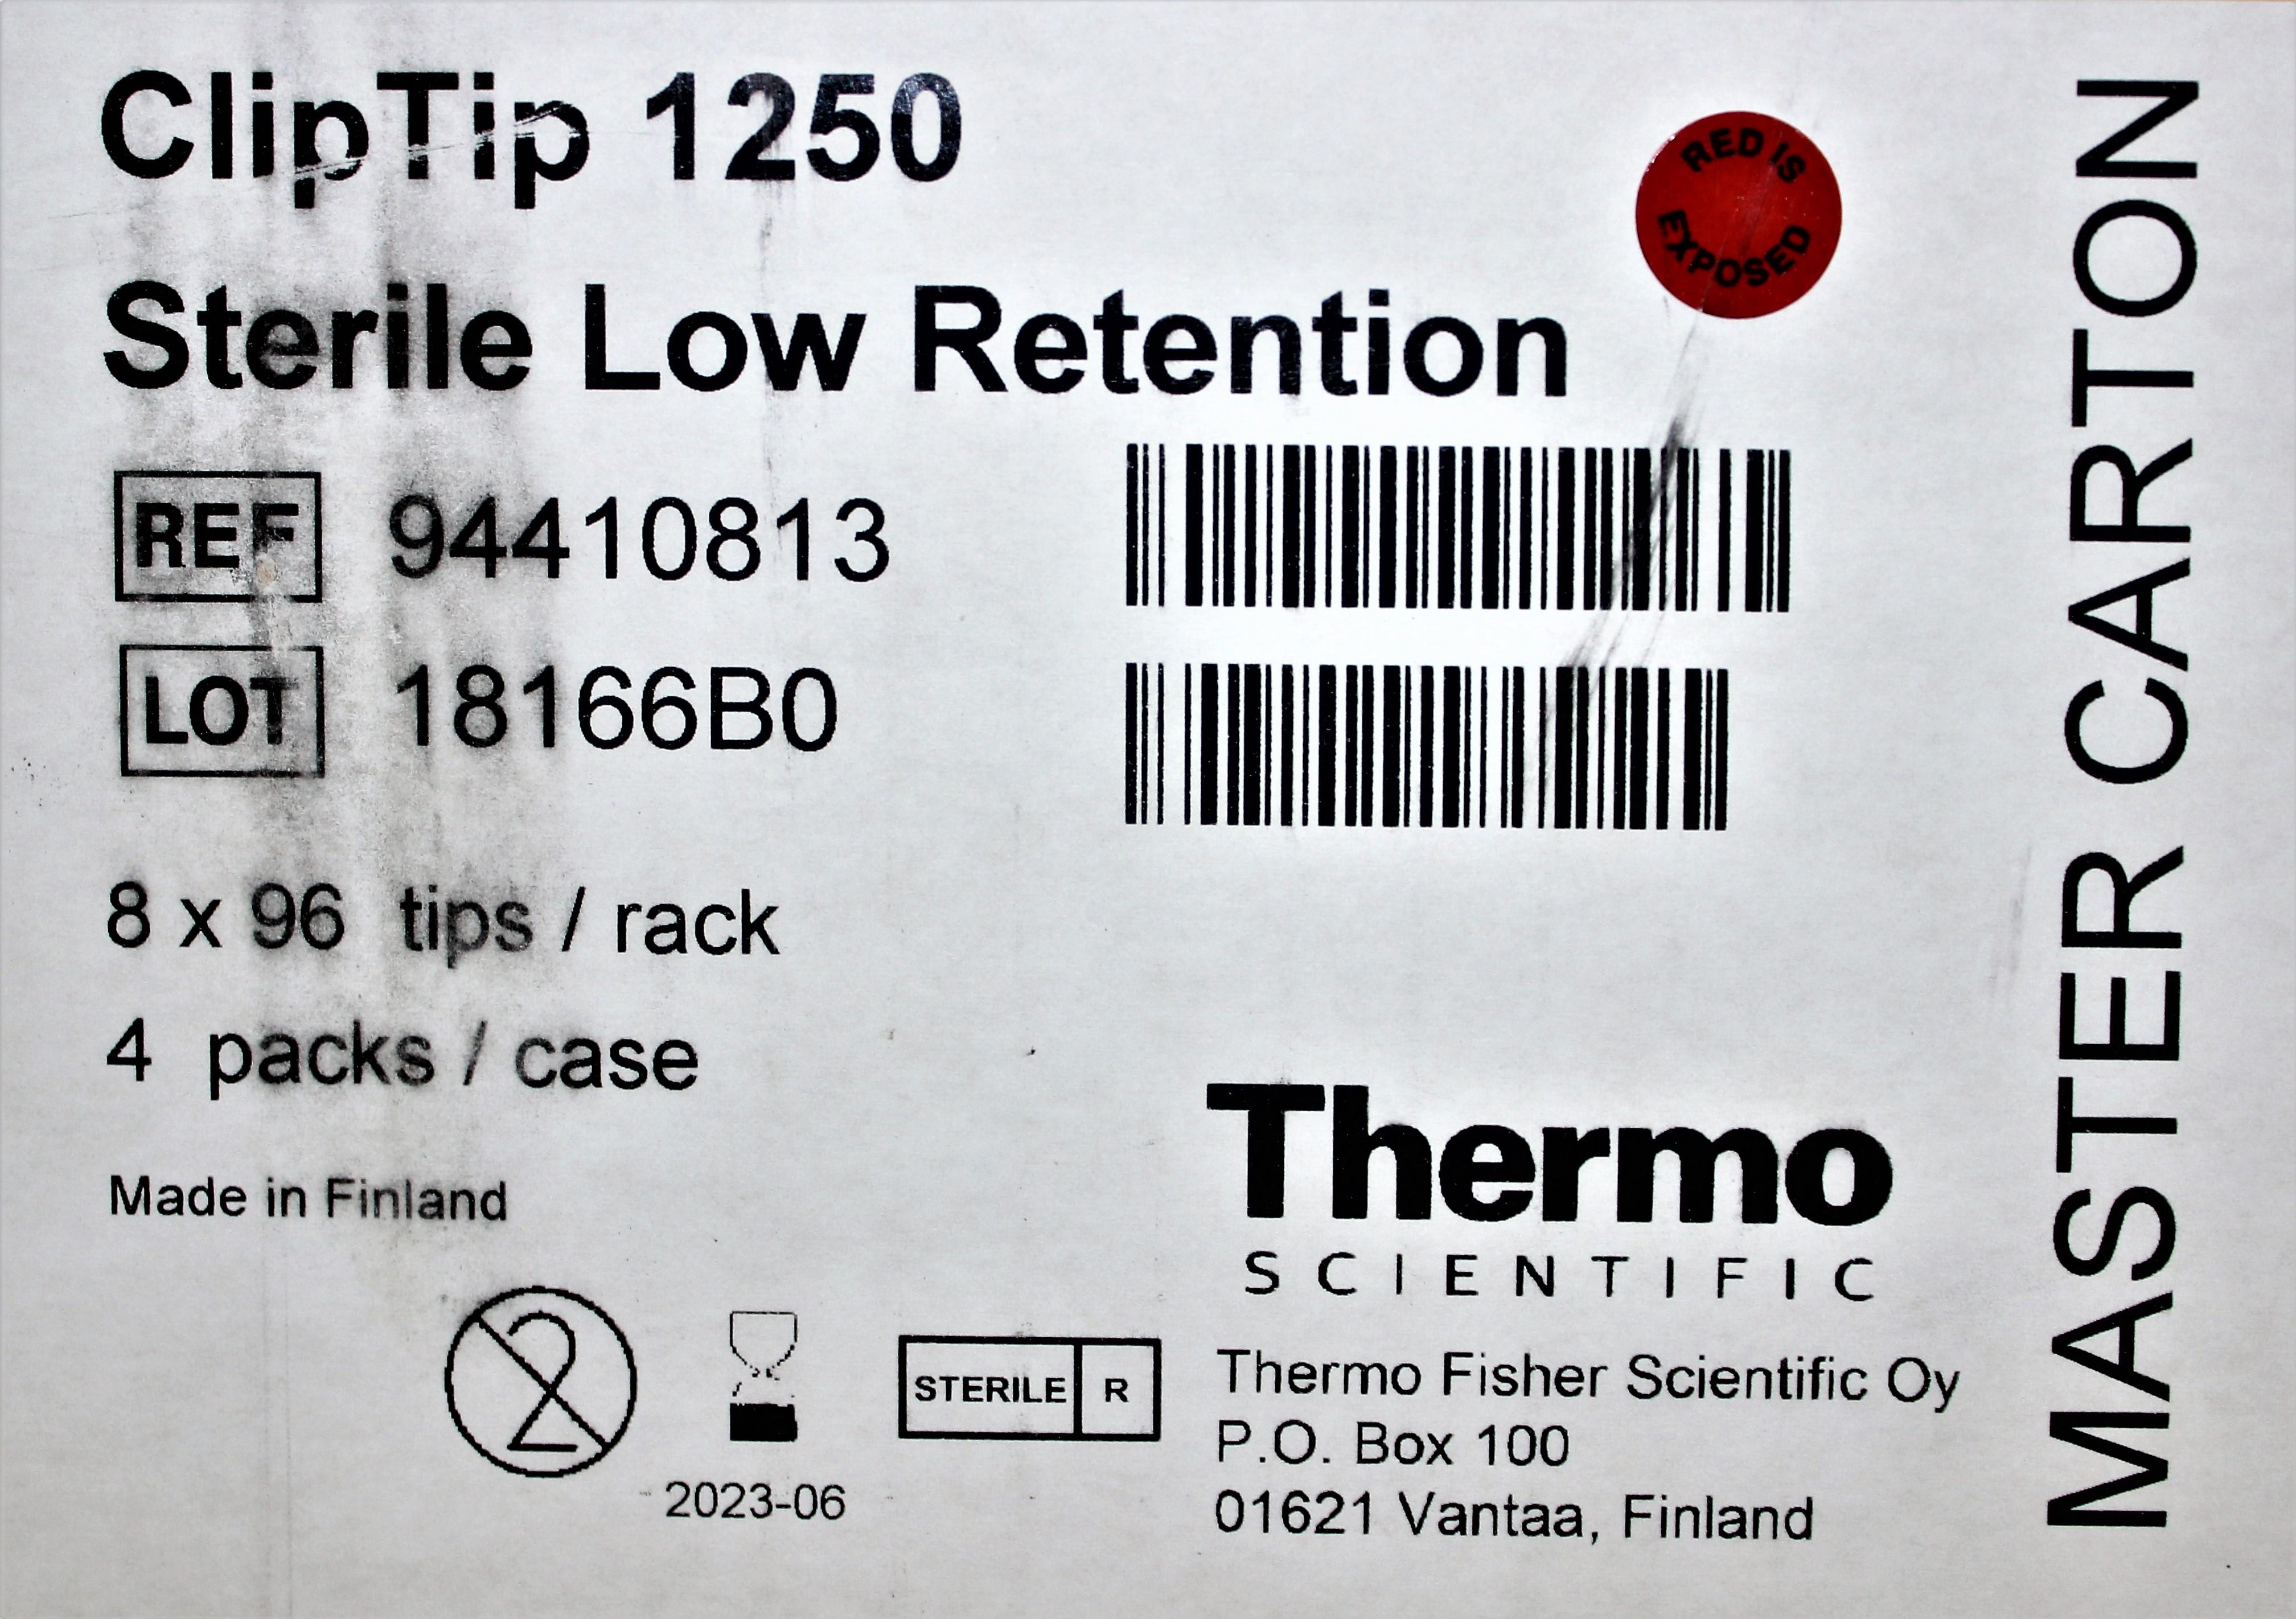 ClipTip 1250
RED IS
EXPOSED
Sterile Low Retention
REF 94410813
LOT 18166B0
8 x 96 tips / rack
4 packs / case
Made in Finland
Thermo
SCIENTIFIC
2
2023-06
STERILE R
Thermo Fisher Scientific Oy
P.O. Box 100
01621 Vantaa, Finland
MASTER CARTON